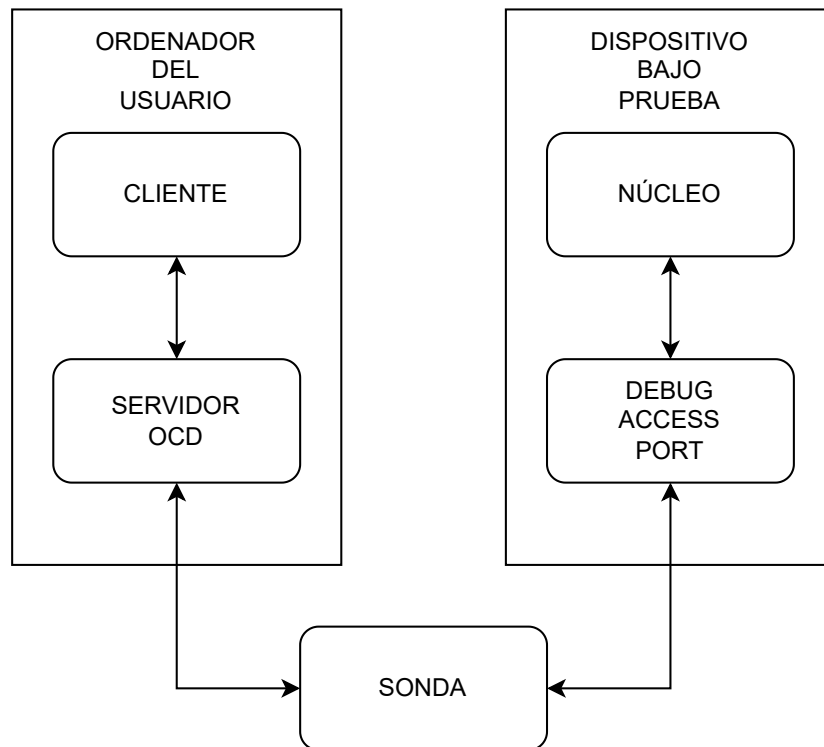 ORDENADOR
DEL
USUARIO
CLIENTE
SERVIDOR
OCD
DISPOSITIVO
BAJO
PRUEBA
NÚCLEO
DEBUG
ACCESS
PORT
SONDA